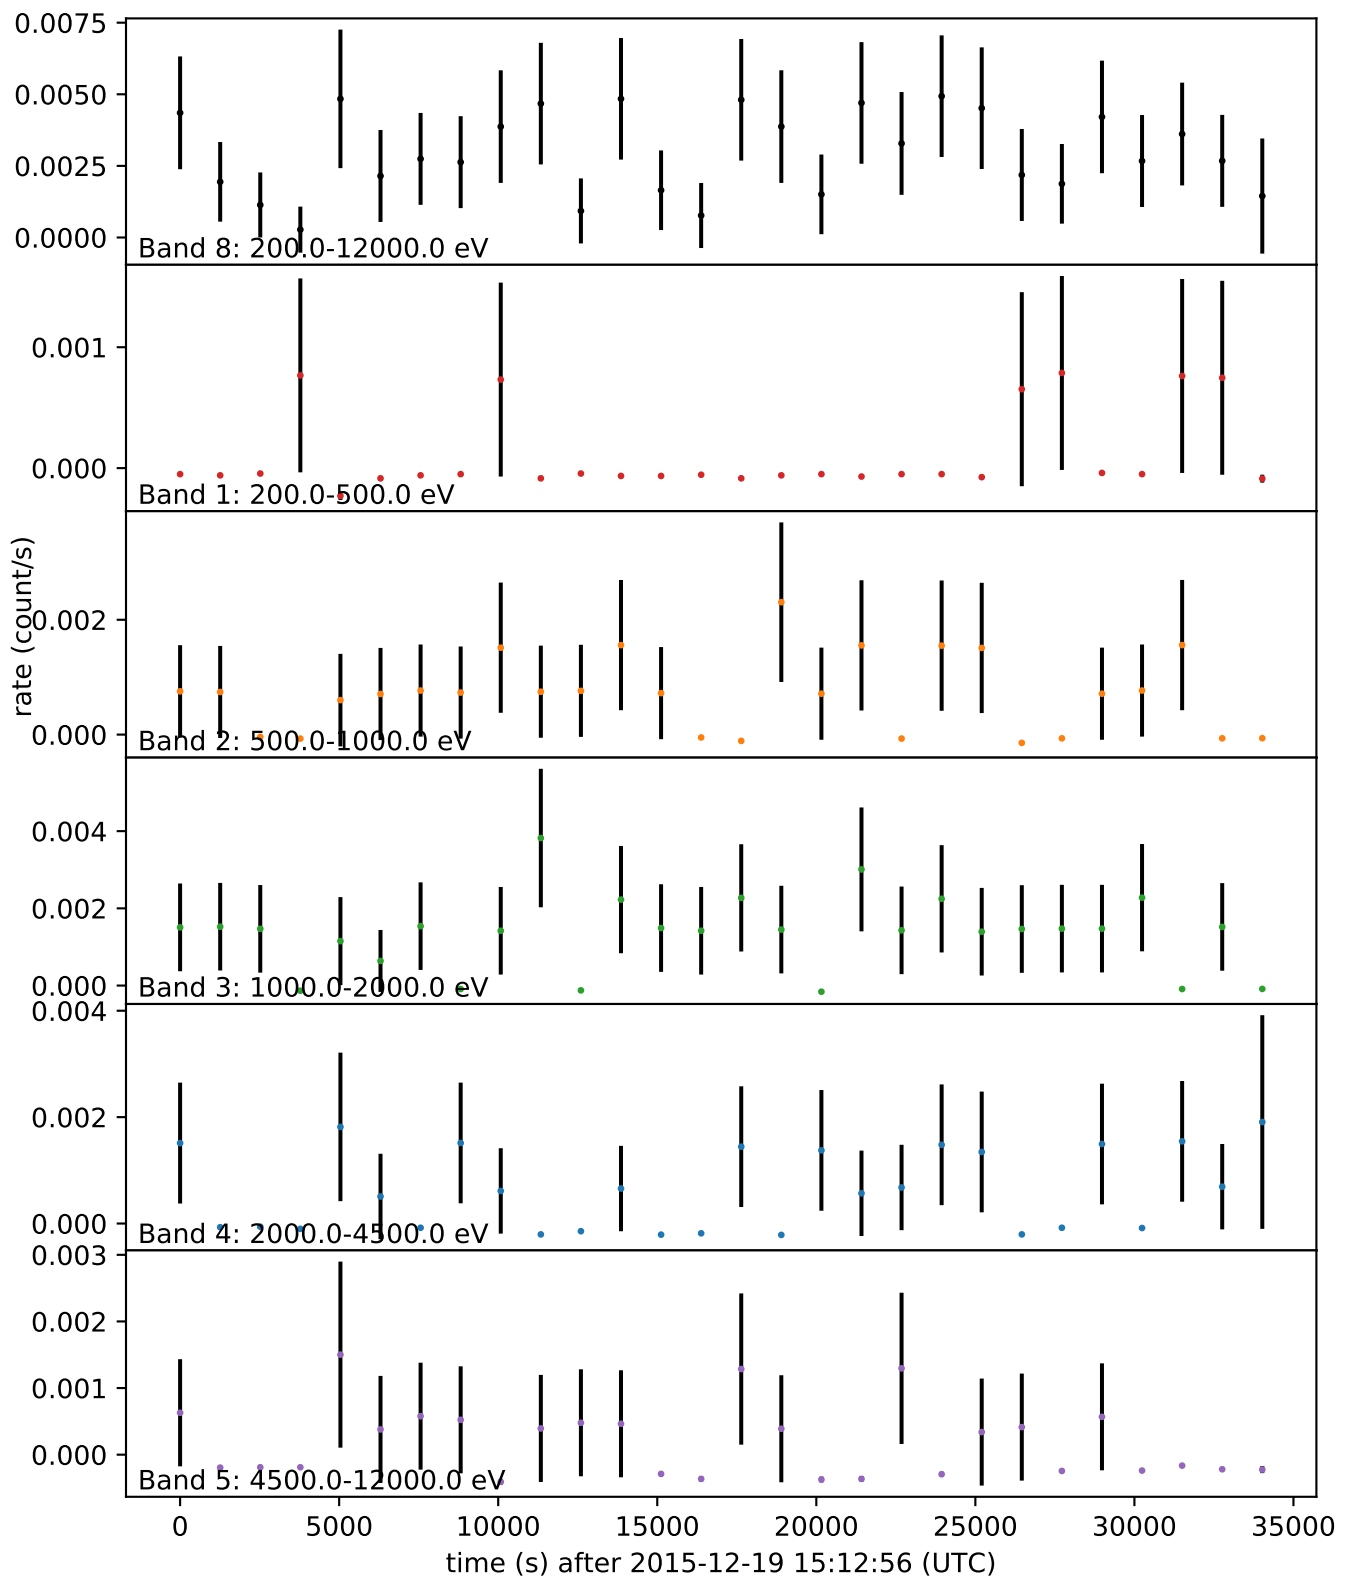 0.0075
0.0050
0.0025
0.0000
Band 8: 200.0-12000.0 eV
0.001
0.000
Band 1: 200.0-500.0 eV
rate (count/s)
0.002
0.000
Band 2: 500.0-1000.0 eV
0.004
0.002
0.000
Band 3: 1000.0-2000.0 eV
0.004
0.002
0.000
Band 4: 2000.0-4500.0 eV
0.003
0.002
0.001
0.000
Band 5: 4500.0-12000.0 eV
0 5000 10000 15000 20000 25000 30000 35000
time (s) after 2015-12-19 15:12:56 (UTC)